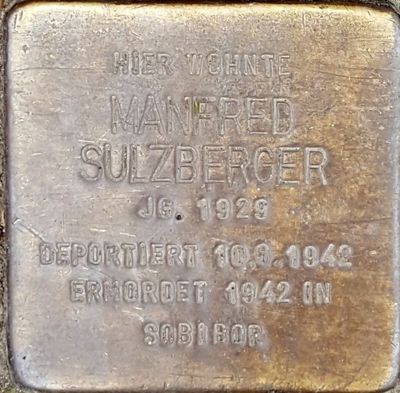 HIER WOHNTE
MANFRED
SULZBERGER
JG. 1929
DEPORTIERT 10.6.1942
ERMORDET 1942 IN
SOBIBOR